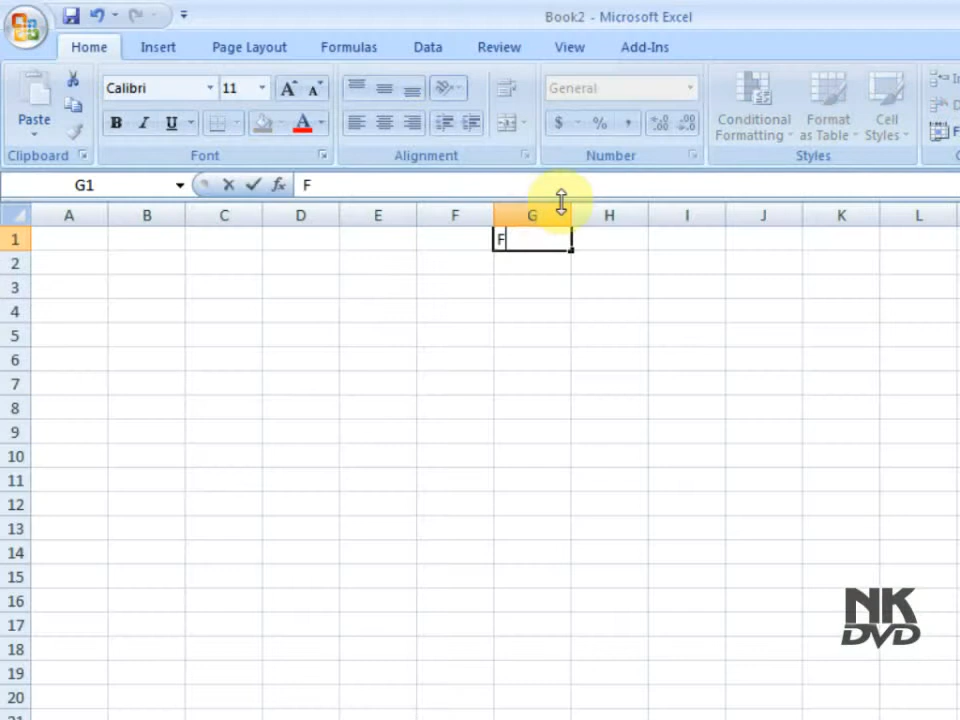 Book2 - Microsoft Excel
Home Insert Page Layout Formulas Data Review View Add-Ins
Calibri 11 General
Paste B I U A $ % , Conditional Formatting Format as Table Cell Styles
Clipboard Font Alignment Number Styles
G1 fx F
A B C D E F G H I J K L
1 F
2
3
4
5
6
7
8
9
10
11
12
13
14
15
16
17
18
19
20
NK
DVD